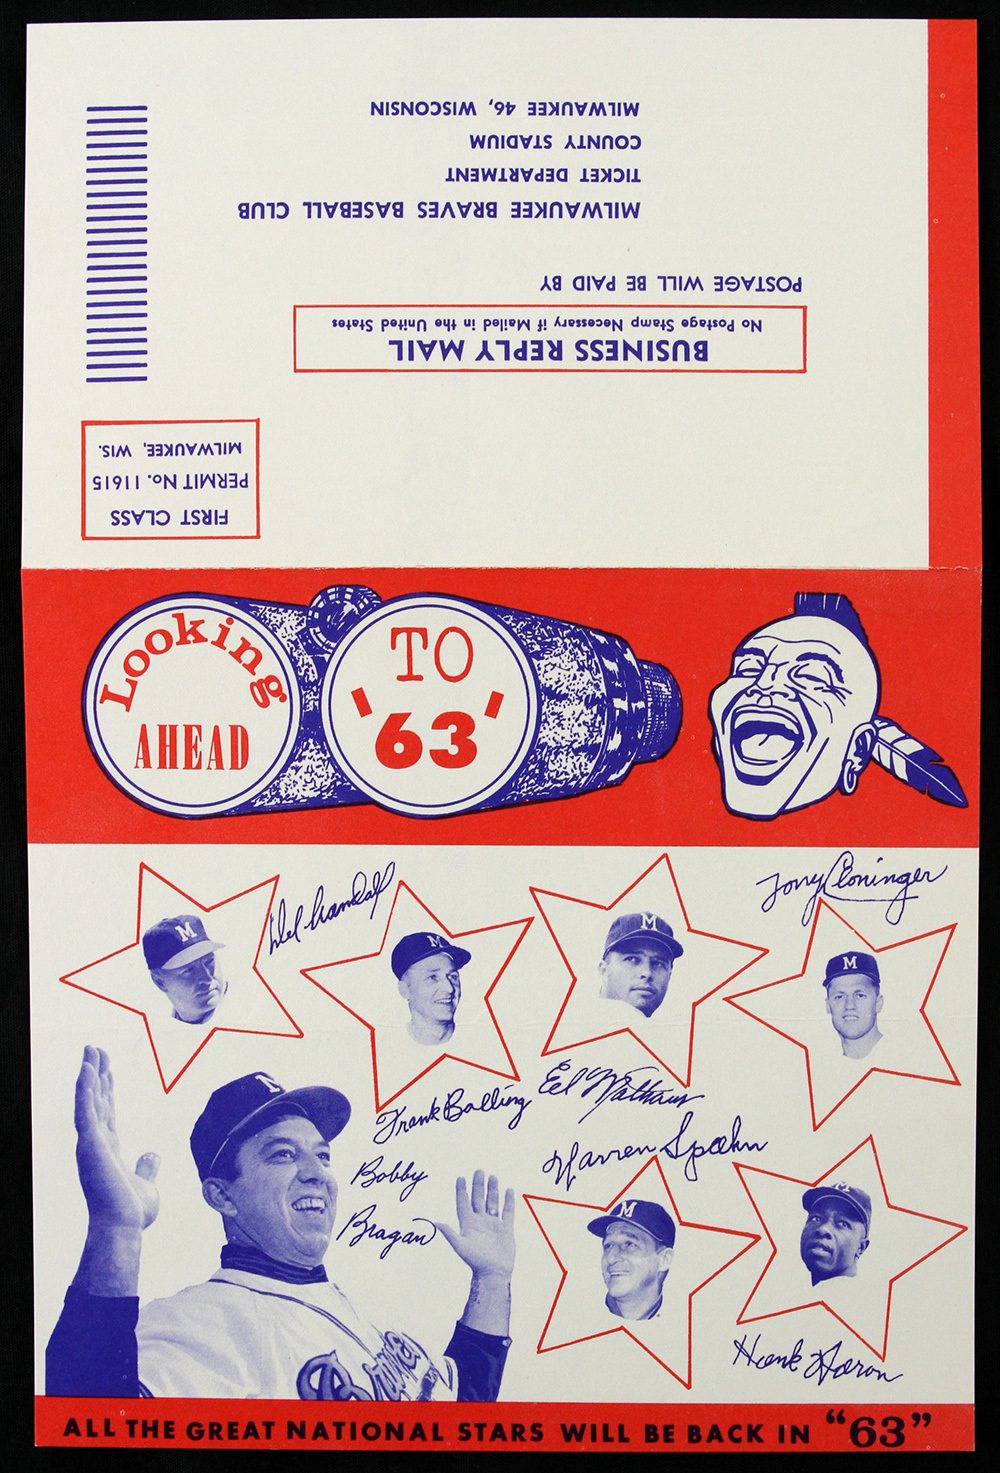 FIRST CLASS
PERMIT No. 11615
MILWAUKEE, WIS.
BUSINESS REPLY MAIL
No Postage Stamp Necessary if Mailed in the United States
POSTAGE WILL BE PAID BY
MILWAUKEE BRAVES BASEBALL CLUB
TICKET DEPARTMENT
COUNTY STADIUM
MILWAUKEE 46, WISCONSIN
Looking
AHEAD
TO
'63'
Del Crandall
Tony Cloninger
M
M
M
M
Frank Bolling
Ed Mathews
M
Bobby
Bragan
Warren Spahn
M
M
Braves
Hank Aaron
ALL THE GREAT NATIONAL STARS WILL BE BACK IN “63”